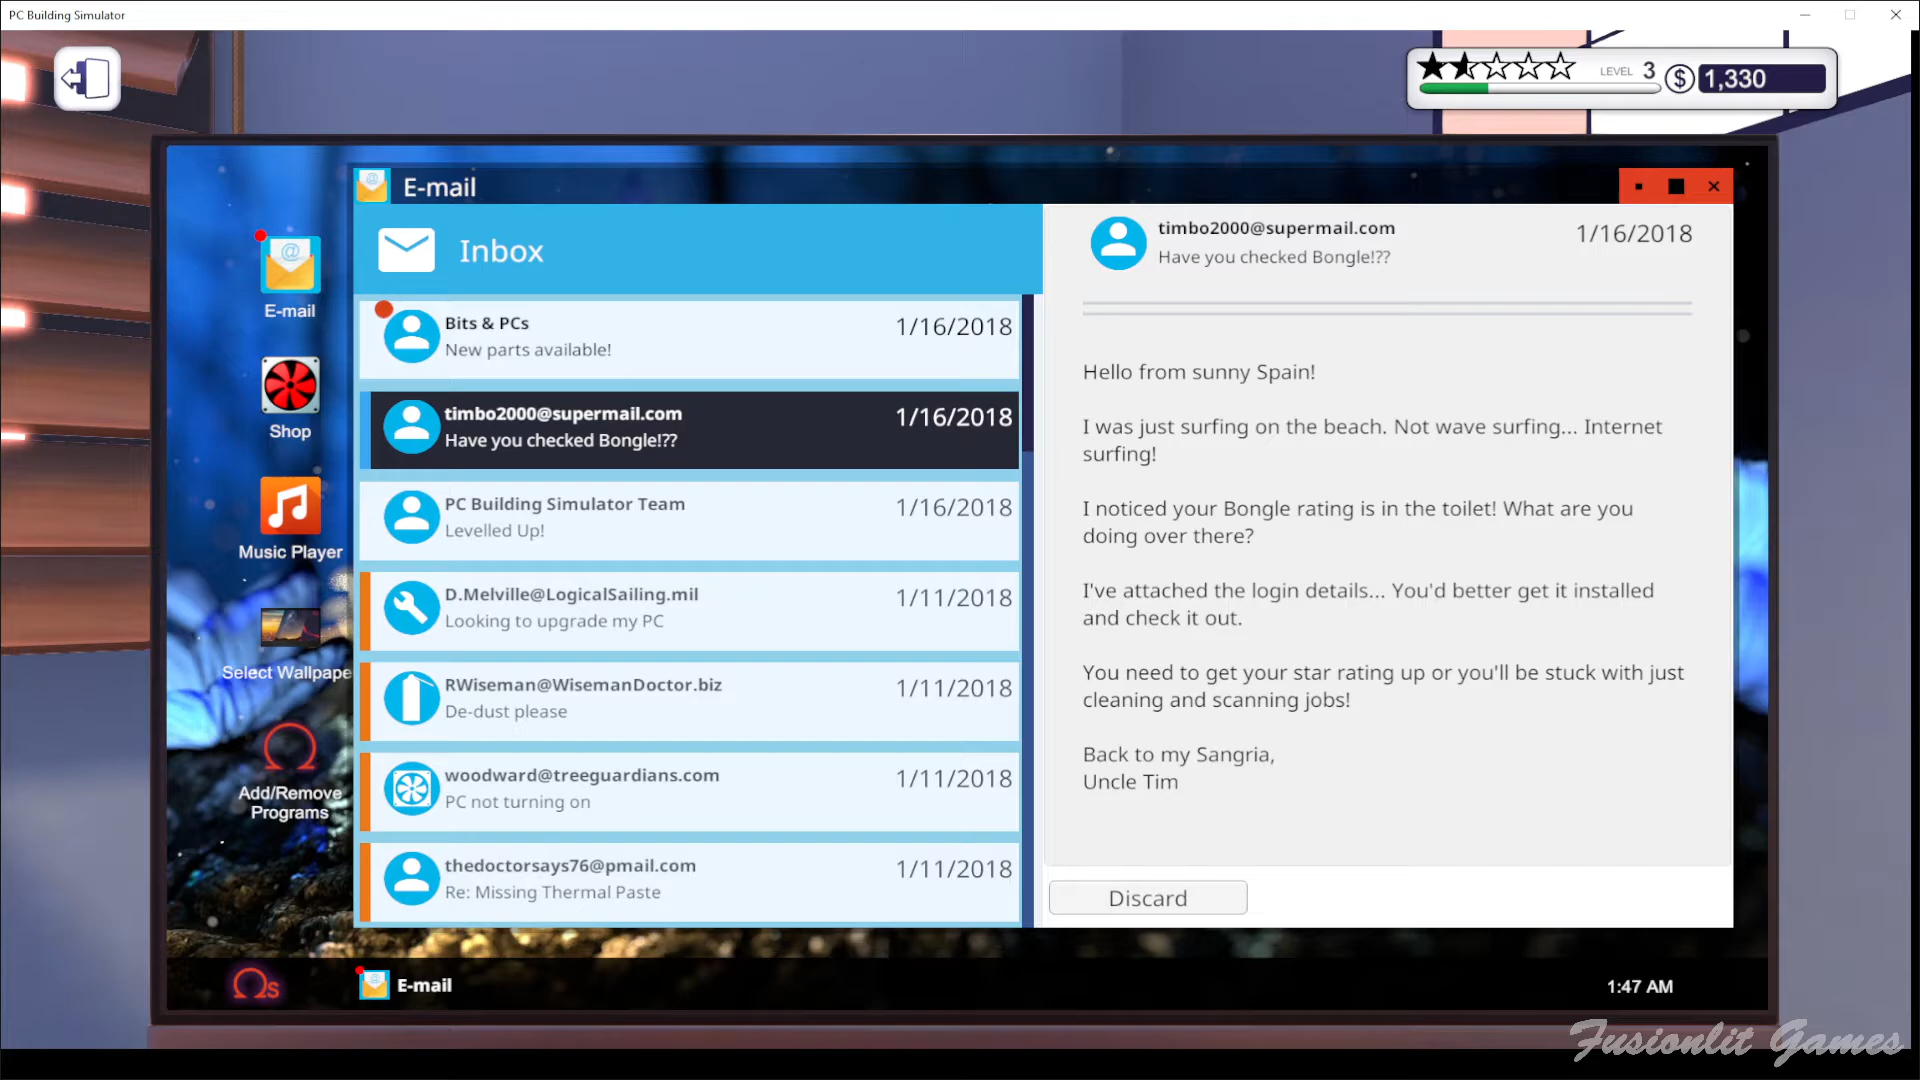 PC Building Simulator
LEVEL 3
$ 1,330
E-mail
Inbox
Bits & PCs
1/16/2018
New parts available!
timbo2000@supermail.com
1/16/2018
Have you checked Bongle!??
PC Building Simulator Team
1/16/2018
Levelled Up!
D.Melville@LogicalSailing.mil
1/11/2018
Looking to upgrade my PC
RWiseman@WisemanDoctor.biz
1/11/2018
De-dust please
woodward@treeguardians.com
1/11/2018
PC not turning on
thedoctorsays76@pmail.com
1/11/2018
Re: Missing Thermal Paste
timbo2000@supermail.com
1/16/2018
Have you checked Bongle!??
Hello from sunny Spain!
I was just surfing on the beach. Not wave surfing... Internet
surfing!
I noticed your Bongle rating is in the toilet! What are you
doing over there?
I've attached the login details... You'd better get it installed
and check it out.
You need to get your star rating up or you'll be stuck with just
cleaning and scanning jobs!
Back to my Sangria,
Uncle Tim
Discard
E-mail
Shop
Music Player
Select Wallpape
Add/Remove
Programs
Ωs
E-mail
1:47 AM
Fusionlit Games